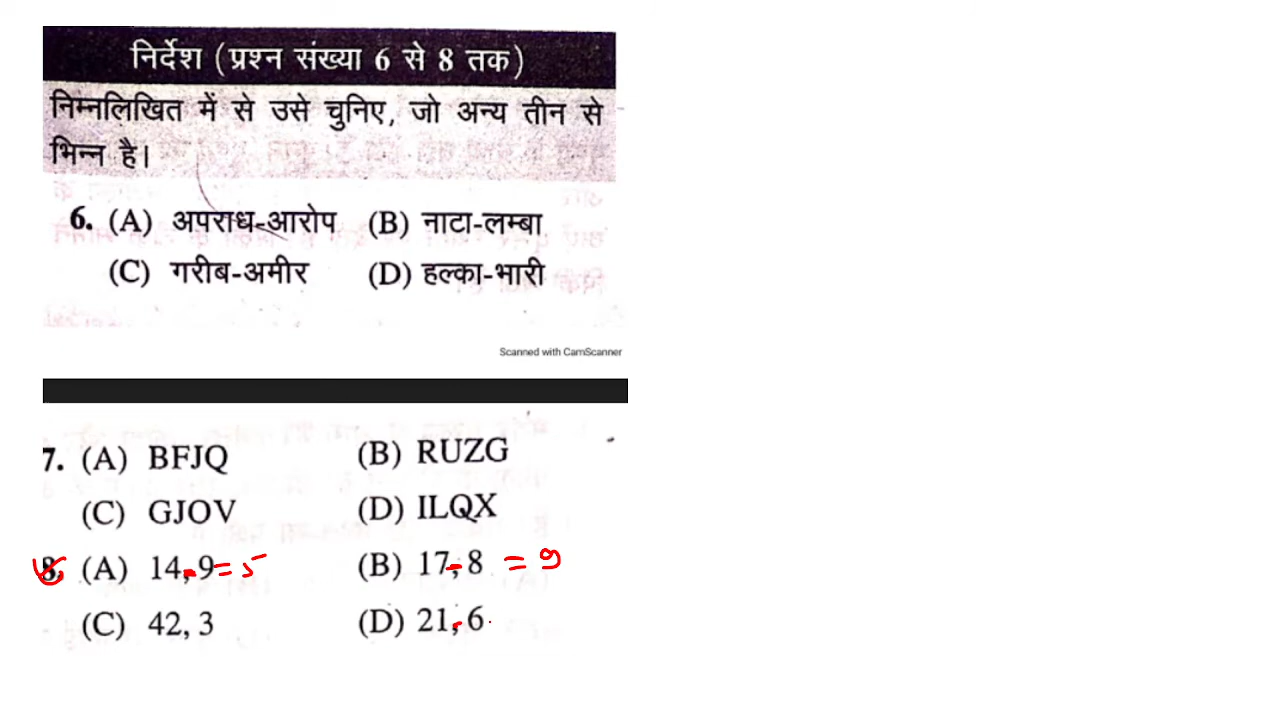 निर्देश (प्रश्न संख्या 6 से 8 तक)
निम्नलिखित में से उसे चुनिए, जो अन्य तीन से
भिन्न है।
6. (A) अपराध-आरोप (B) नाटा-लम्बा
(C) गरीब-अमीर (D) हल्का-भारी
Scanned with CamScanner
7. (A) BFJQ (B) RUZG
(C) GJOV (D) ILQX
8. (A) 14, 9 = 5 (B) 17, 8 = 9
(C) 42, 3 (D) 21, 6